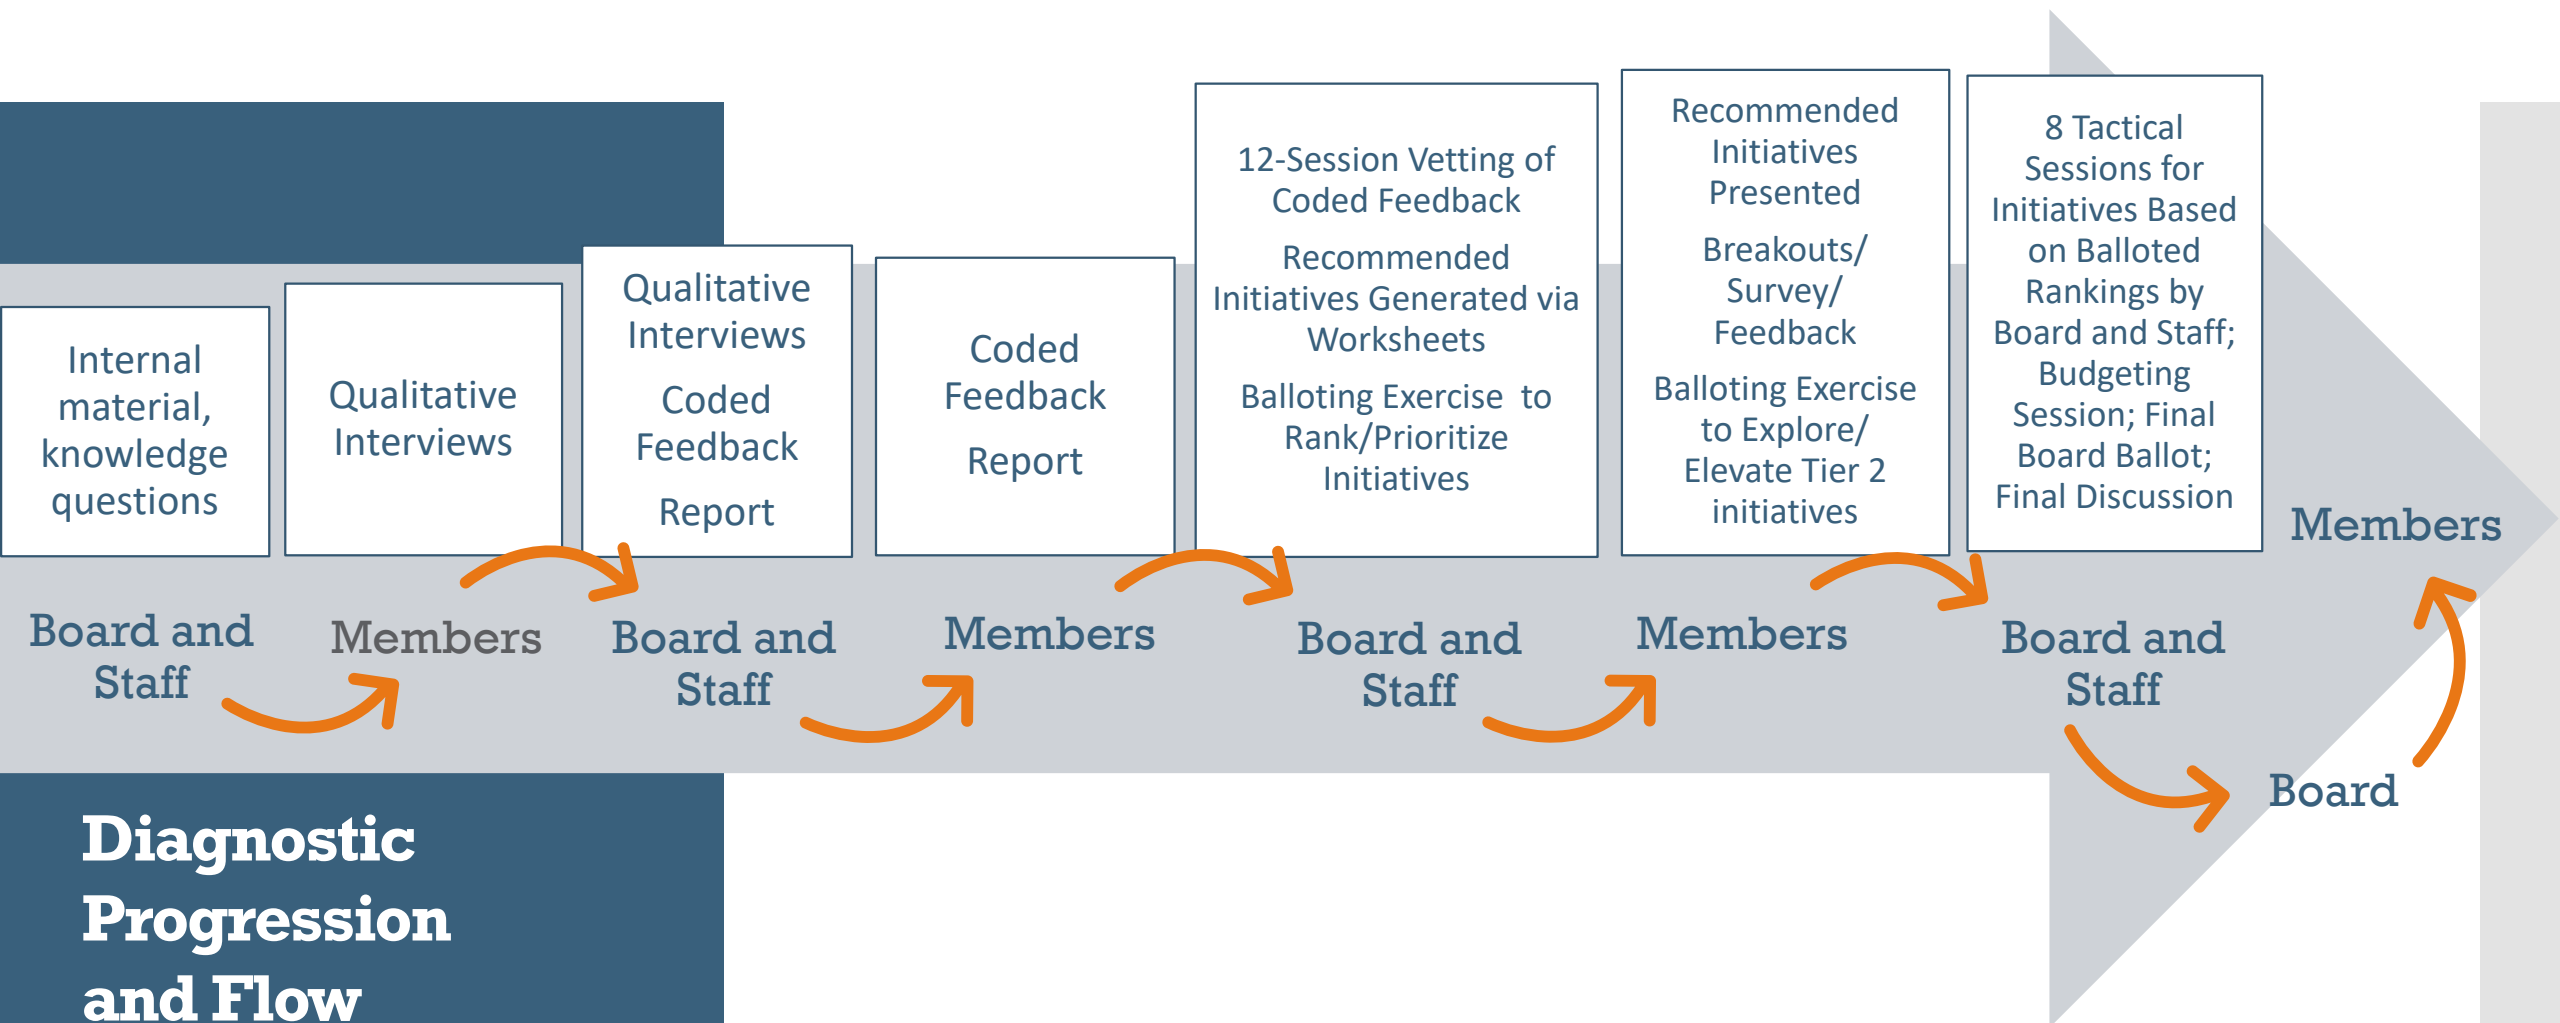 Internal
material,
knowledge
questions
Board and
Staff
Qualitative
Interviews
Members
Qualitative
Interviews
Coded
Feedback
Report
Board and
Staff
Coded
Feedback
Report
Members
12-Session Vetting of
Coded Feedback
Recommended
Initiatives Generated via
Worksheets
Balloting Exercise to
Rank/Prioritize
Initiatives
Board and
Staff
Recommended
Initiatives
Presented
Breakouts/
Survey/
Feedback
Balloting Exercise
to Explore/
Elevate Tier 2
initiatives
Members
8 Tactical
Sessions for
Initiatives Based
on Balloted
Rankings by
Board and Staff;
Budgeting
Session; Final
Board Ballot;
Final Discussion
Board and
Staff
Board
Members
Diagnostic
Progression
and Flow